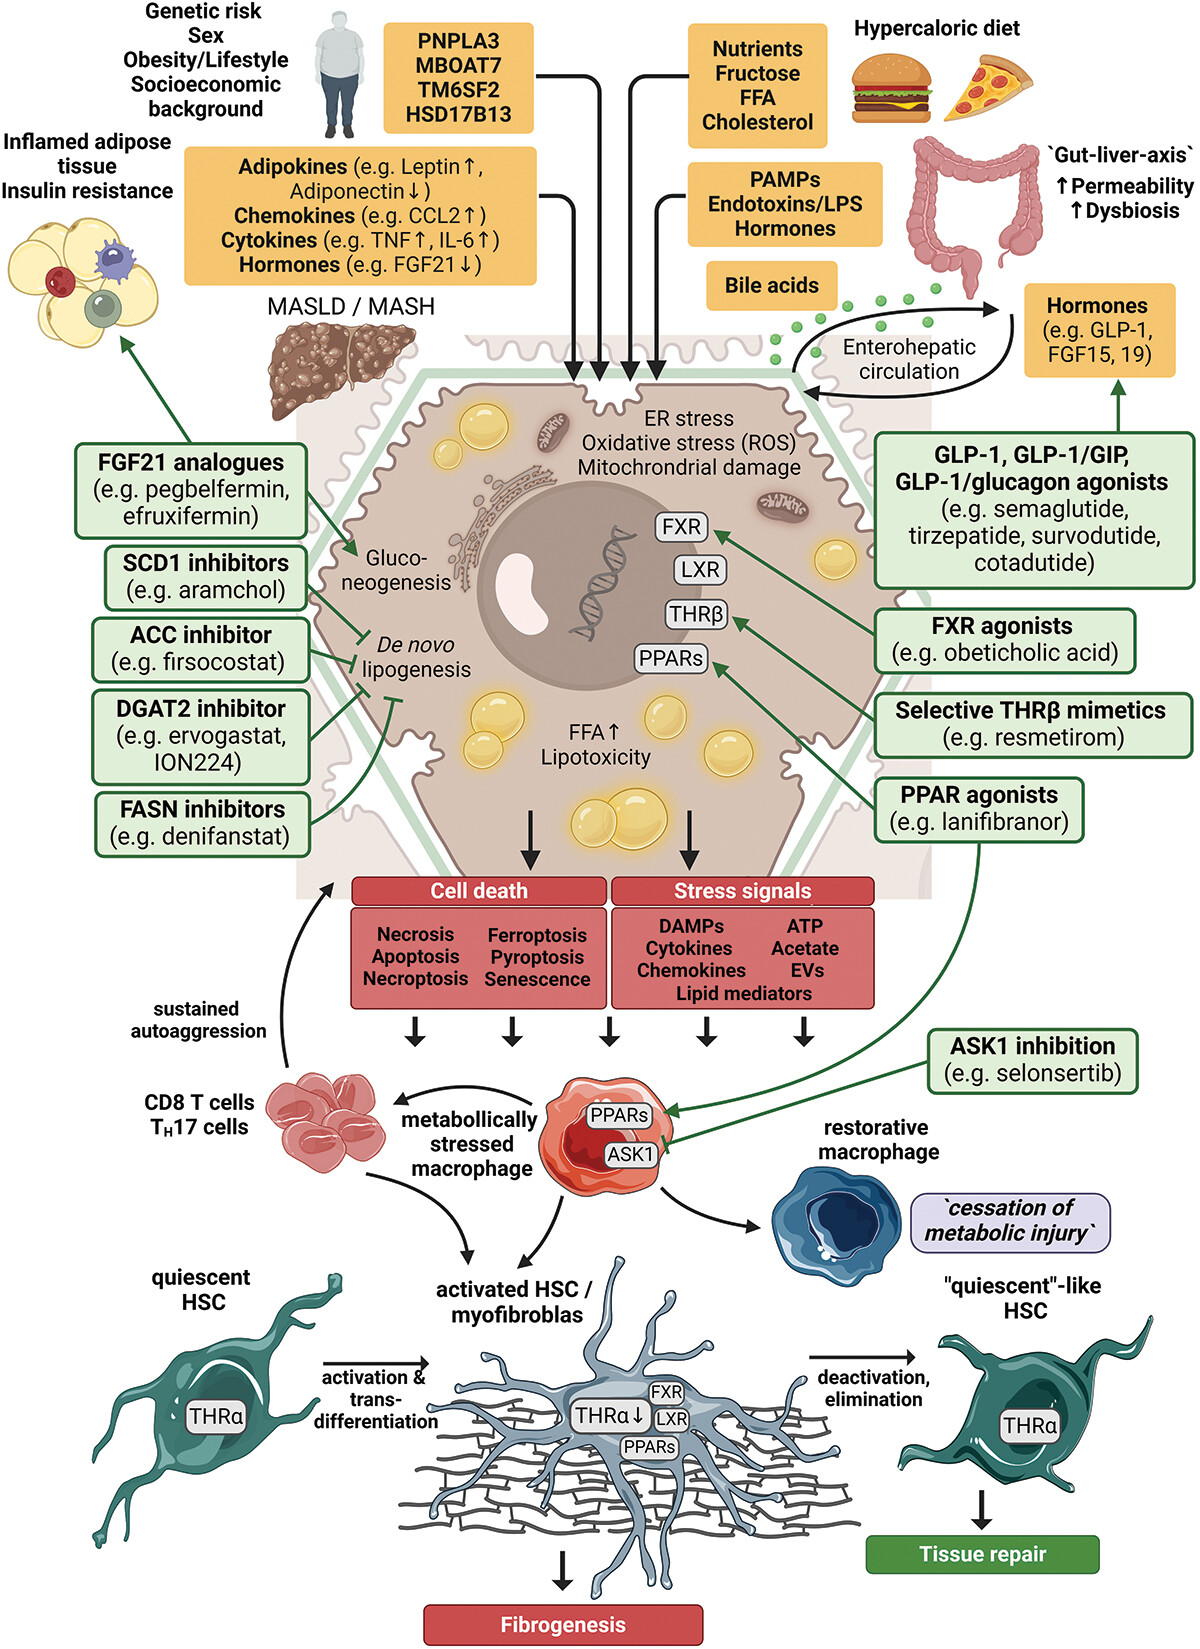 Genetic risk
Sex
Obesity/Lifestyle
Socioeconomic
background
PNPLA3
MBOAT7
TM6SF2
HSD17B13
Nutrients
Fructose
FFA
Cholesterol
Hypercaloric diet
Inflamed adipose
tissue
Insulin resistance
Adipokines (e.g. Leptin↑,
Adiponectin↓)
Chemokines (e.g. CCL2↑)
Cytokines (e.g. TNF↑, IL-6↑)
Hormones (e.g. FGF21↓)
PAMPs
Endotoxins/LPS
Hormones
`Gut-liver-axis`
↑Permeability
↑Dysbiosis
Bile acids
MASLD / MASH
Enterohepatic
circulation
Hormones
(e.g. GLP-1,
FGF15, 19)
ER stress
Oxidative stress (ROS)
Mitochrondrial damage
FGF21 analogues
(e.g. pegbelfermin,
efruxifermin)
SCD1 inhibitors
(e.g. aramchol)
ACC inhibitor
(e.g. firsocostat)
DGAT2 inhibitor
(e.g. ervogastat,
ION224)
FASN inhibitors
(e.g. denifanstat)
Gluco-
neogenesis
De novo
lipogenesis
FXR
LXR
THRβ
PPARs
FFA↑
Lipotoxicity
GLP-1, GLP-1/GIP,
GLP-1/glucagon agonists
(e.g. semaglutide,
tirzepatide, survodutide,
cotadutide)
FXR agonists
(e.g. obeticholic acid)
Selective THRβ mimetics
(e.g. resmetirom)
PPAR agonists
(e.g. lanifibranor)
Cell death
Necrosis
Apoptosis
Necroptosis
Ferroptosis
Pyroptosis
Senescence
Stress signals
DAMPs
Cytokines
Chemokines
ATP
Acetate
EVs
Lipid mediators
sustained
autoaggression
ASK1 inhibition
(e.g. selonsertib)
CD8 T cells
TH17 cells
metabollically
stressed
macrophage
PPARs
ASK1
restorative
macrophage
`cessation of
metabolic injury`
quiescent
HSC
activated HSC /
myofibroblas
"quiescent"-like
HSC
activation &
trans-
differentiation
deactivation,
elimination
THRα
THRα↓
FXR
LXR
PPARs
THRα
Tissue repair
Fibrogenesis